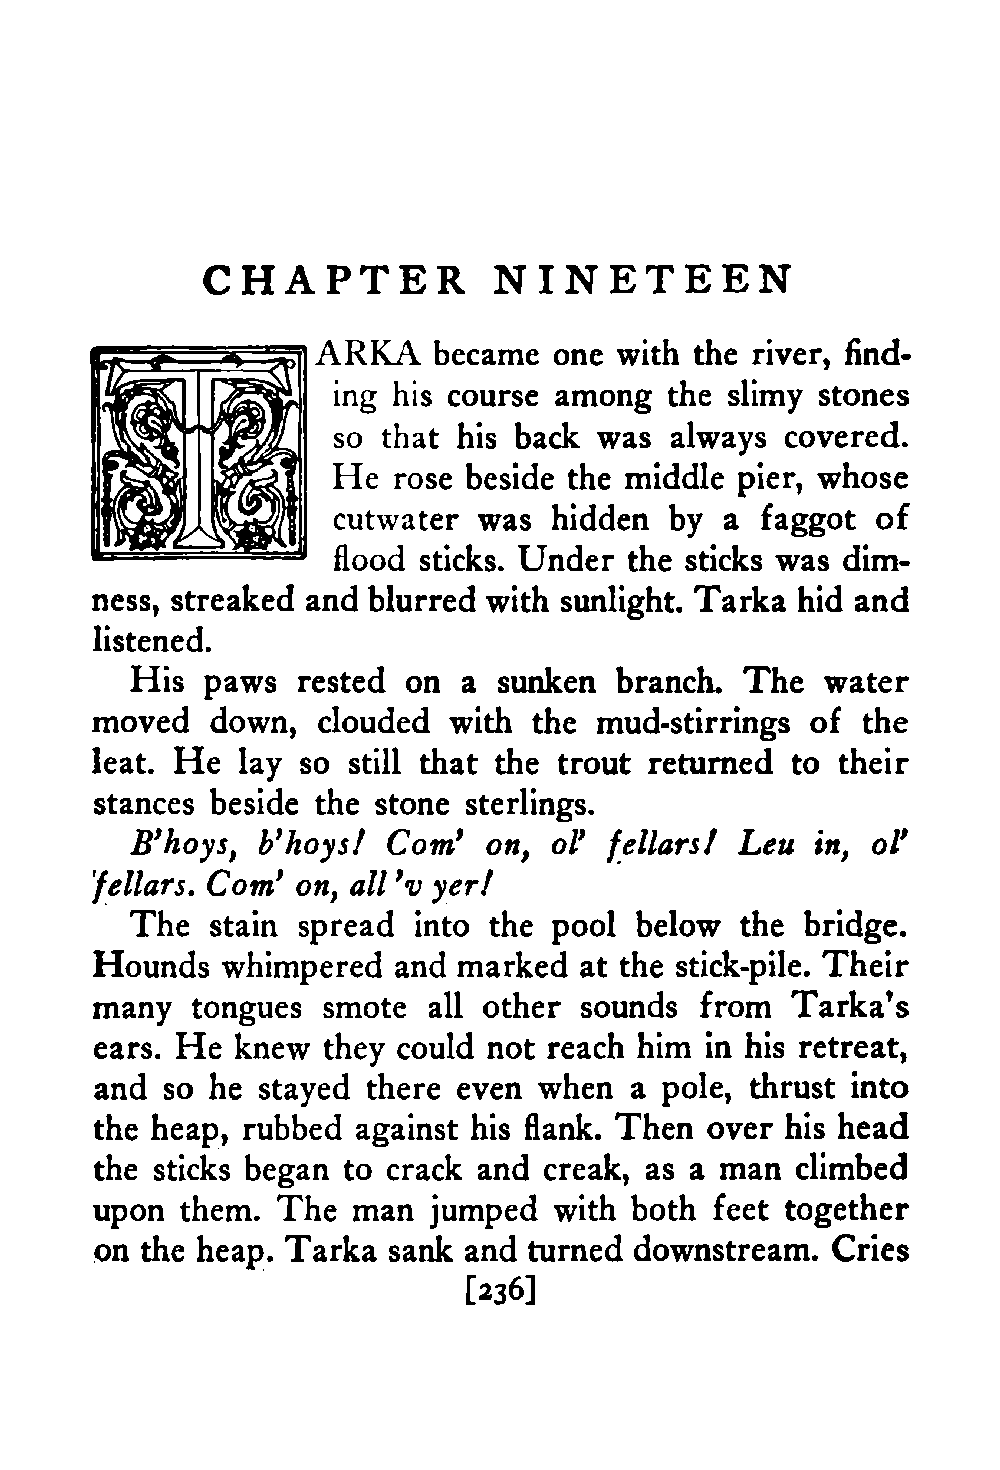 CHAPTER NINETEEN
TARKA became one with the river, find-
ing his course among the slimy stones
so that his back was always covered.
He rose beside the middle pier, whose
cutwater was hidden by a faggot of
flood sticks. Under the sticks was dim-
ness, streaked and blurred with sunlight. Tarka hid and
listened.
His paws rested on a sunken branch. The water
moved down, clouded with the mud-stirrings of the
leat. He lay so still that the trout returned to their
stances beside the stone sterlings.
B'hoys, b'hoys! Com' on, ol' fellars! Leu in, ol'
'fellars. Com' on, all 'v yer!
The stain spread into the pool below the bridge.
Hounds whimpered and marked at the stick-pile. Their
many tongues smote all other sounds from Tarka's
ears. He knew they could not reach him in his retreat,
and so he stayed there even when a pole, thrust into
the heap, rubbed against his flank. Then over his head
the sticks began to crack and creak, as a man climbed
upon them. The man jumped with both feet together
on the heap. Tarka sank and turned downstream. Cries
[236]